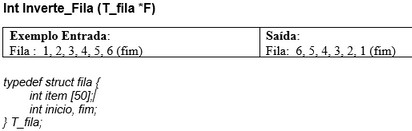 Int Inverte_Fila (T_fila *F)
Exemplo Entrada: Saída:
Fila : 1, 2, 3, 4, 5, 6 (fim) Fila: 6, 5, 4, 3, 2, 1 (fim)
typedef struct fila {
int item [50];
int inicio, fim;
} T_fila;